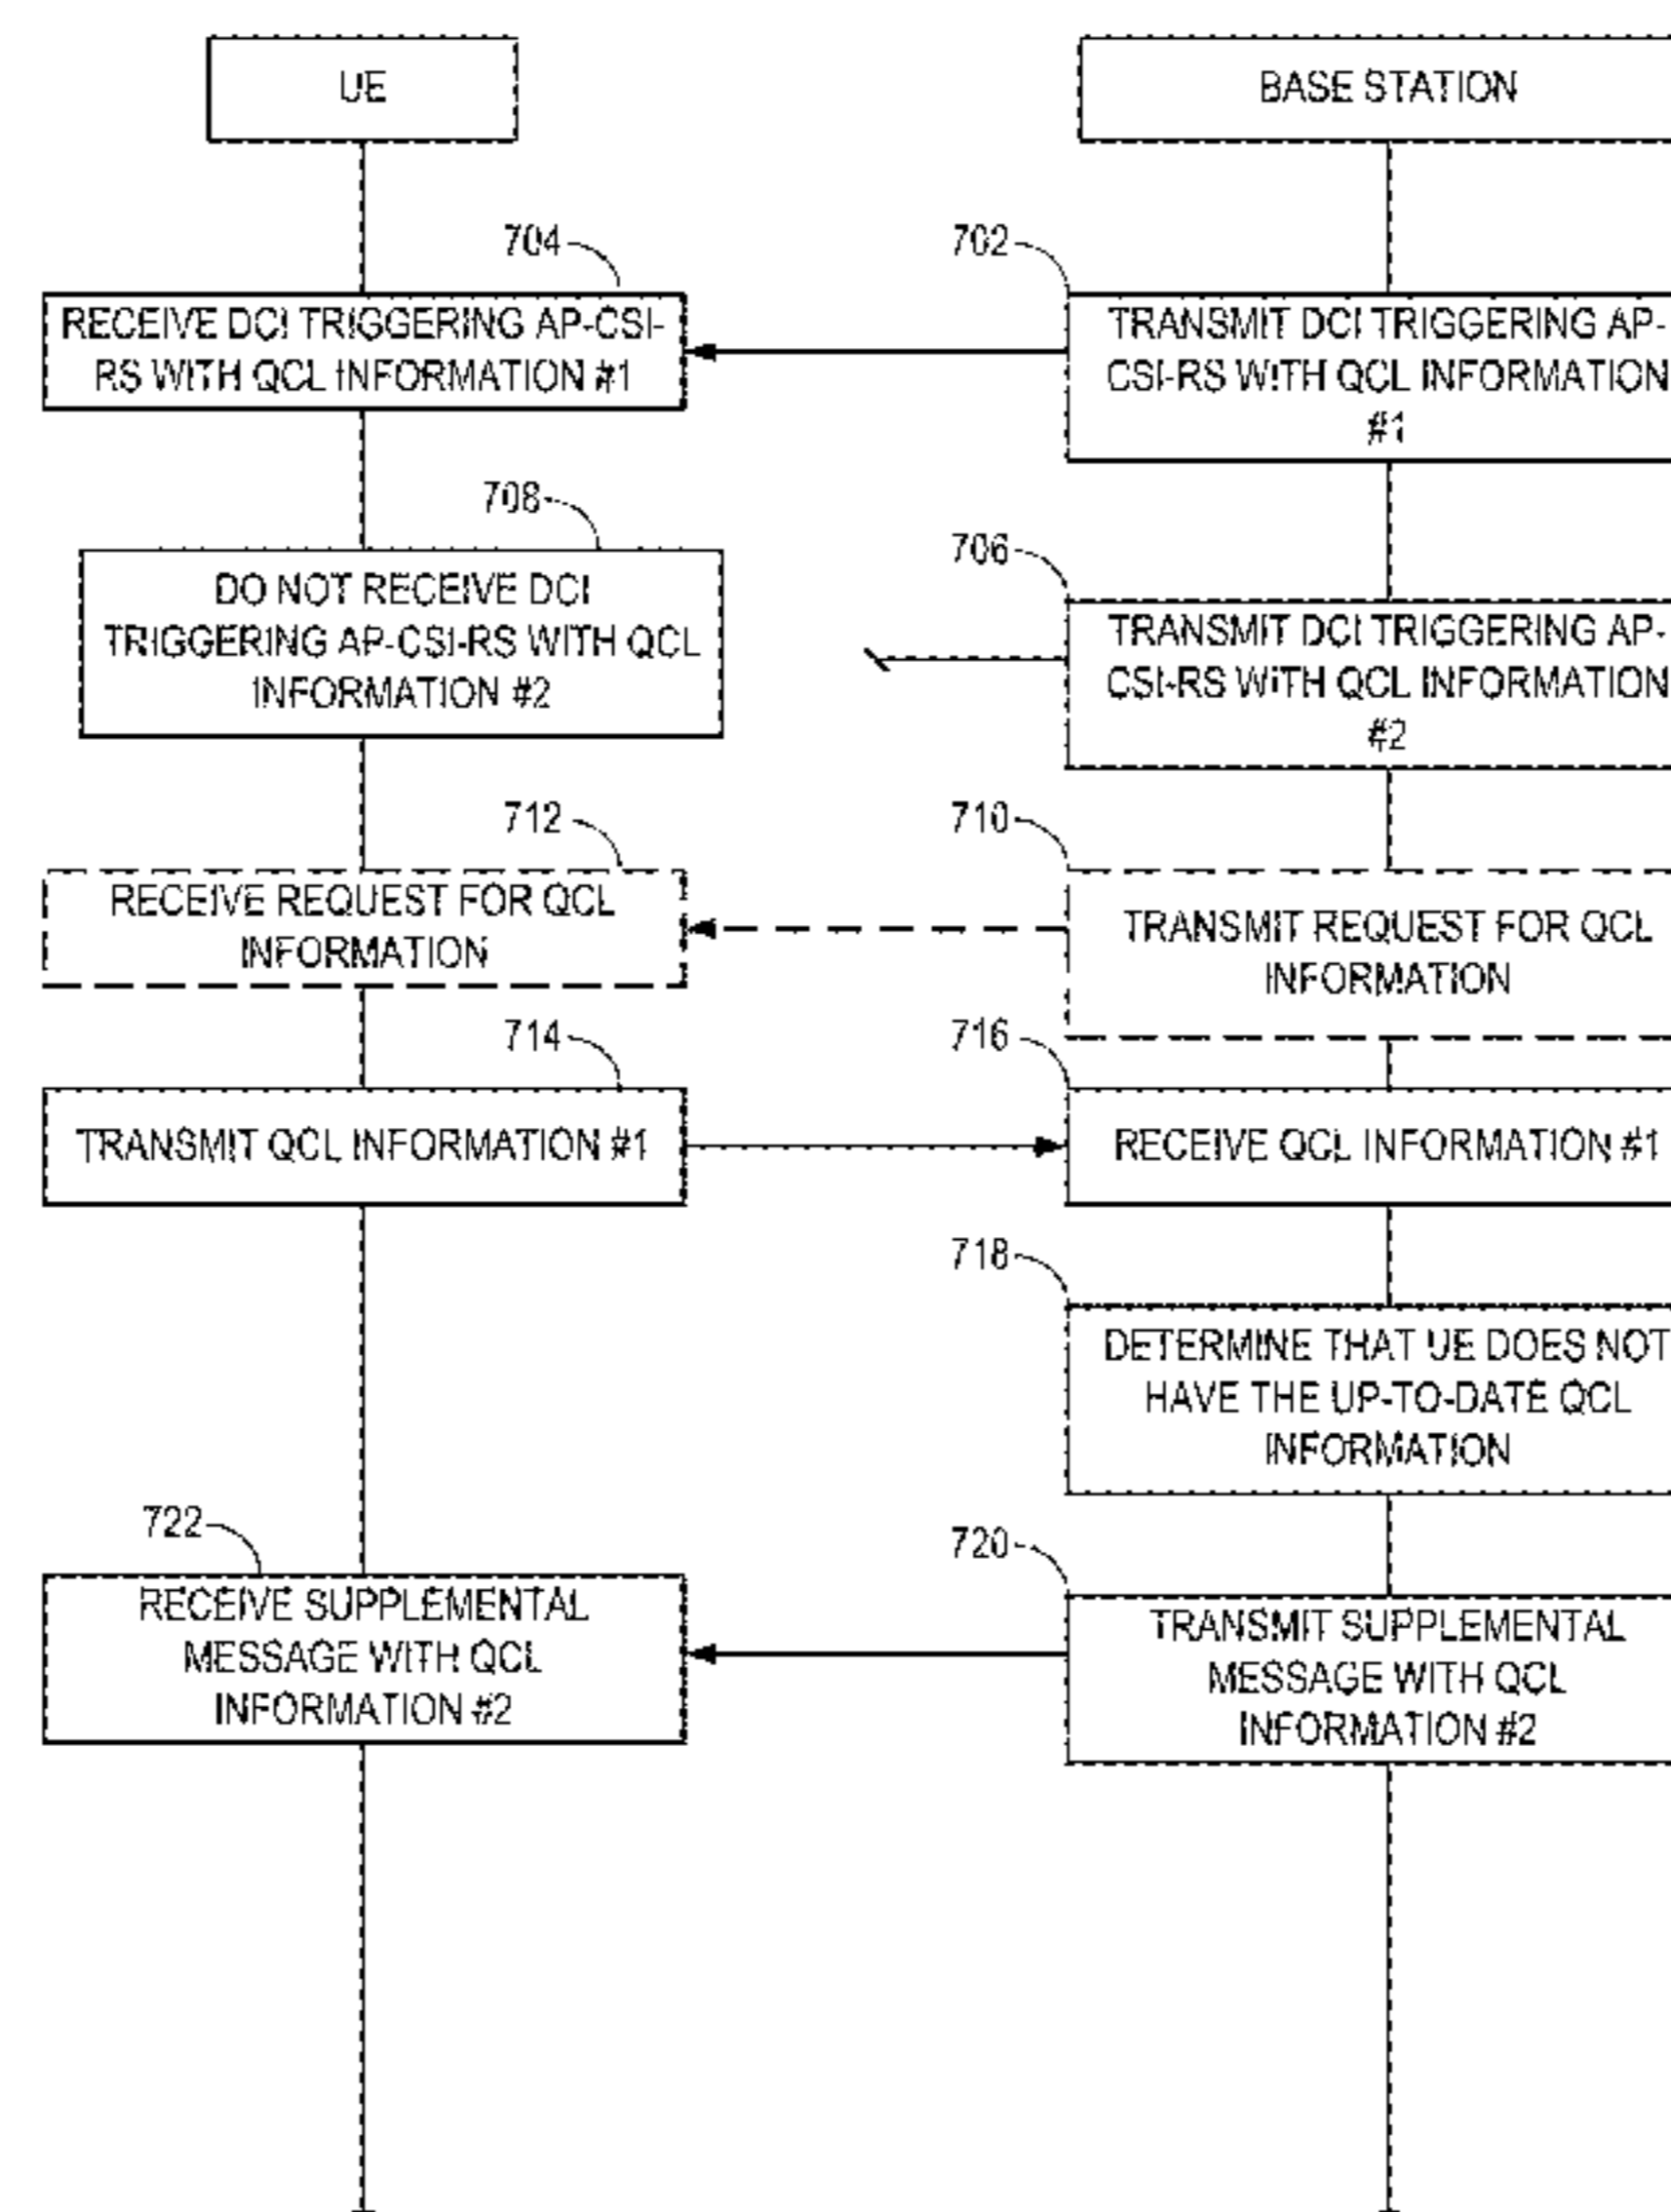 UE
BASE STATION
704
702
RECEIVE DCI TRIGGERING AP-CSI-
RS WITH QCL INFORMATION #1
TRANSMIT DCI TRIGGERING AP-
CSI-RS WITH QCL INFORMATION
#1
708
706
DO NOT RECEIVE DCI
TRIGGERING AP-CSI-RS WITH QCL
INFORMATION #2
TRANSMIT DCI TRIGGERING AP-
CSI-RS WITH QCL INFORMATION
#2
712
710
RECEIVE REQUEST FOR QCL
INFORMATION
TRANSMIT REQUEST FOR QCL
INFORMATION
714
716
TRANSMIT QCL INFORMATION #1
RECEIVE QCL INFORMATION #1
718
DETERMINE THAT UE DOES NOT
HAVE THE UP-TO-DATE QCL
INFORMATION
722
720
RECEIVE SUPPLEMENTAL
MESSAGE WITH QCL
INFORMATION #2
TRANSMIT SUPPLEMENTAL
MESSAGE WITH QCL
INFORMATION #2